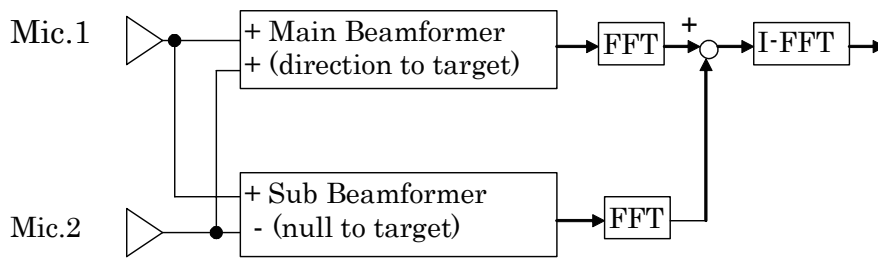 Mic.1
+ Main Beamformer
+ (direction to target)
FFT
+
I-FFT
Mic.2
+ Sub Beamformer
- (null to target)
FFT